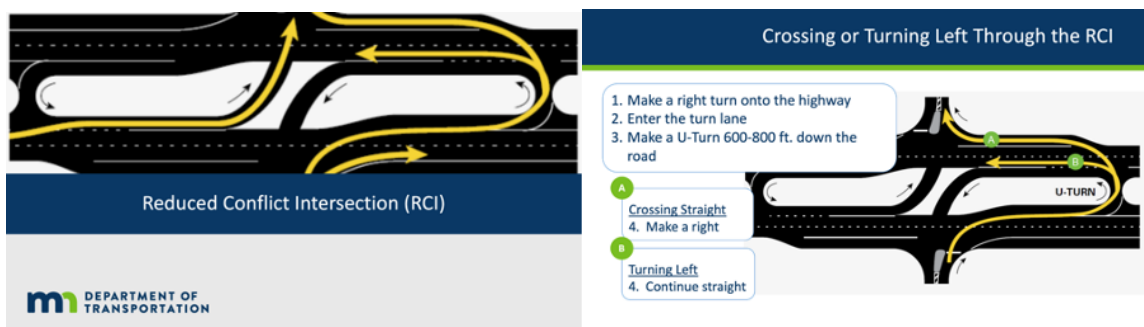 Reduced Conflict Intersection (RCI)
mn DEPARTMENT OF
TRANSPORTATION
Crossing or Turning Left Through the RCI
1. Make a right turn onto the highway
2. Enter the turn lane
3. Make a U-Turn 600-800 ft. down the
road
A
Crossing Straight
4. Make a right
B
Turning Left
4. Continue straight
A
B
U-TURN